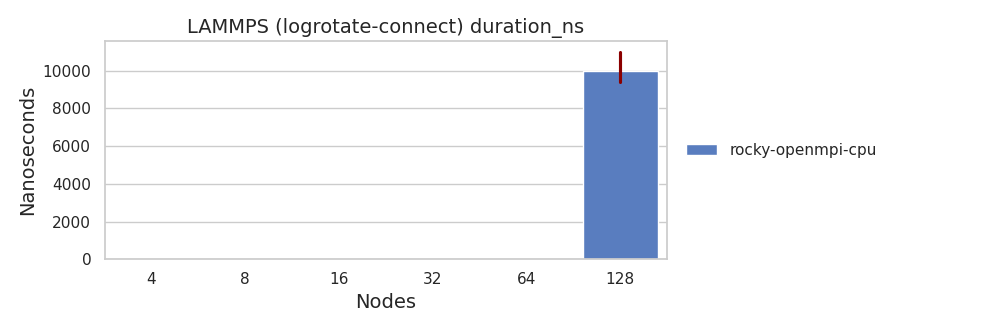 LAMMPS (logrotate-connect) duration_ns
Nanoseconds
10000
8000
6000
4000
2000
0
4 8 16 32 64 128
Nodes
rocky-openmpi-cpu